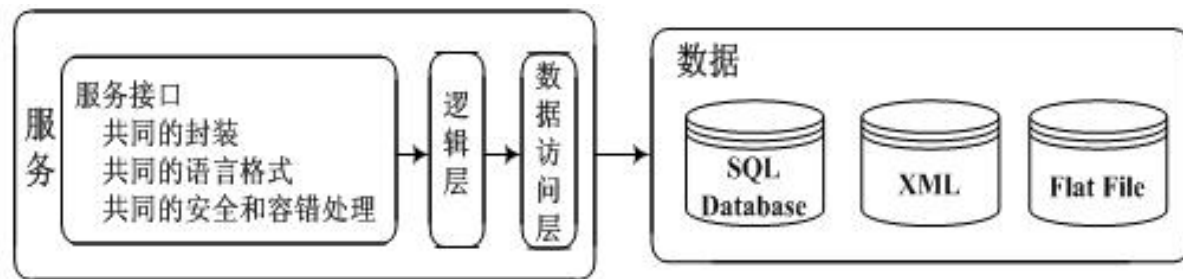 服务
服务接口
共同的封装
共同的语言格式
共同的安全和容错处理
逻辑层
数据访问层
数据
SQL
Database
XML
Flat File